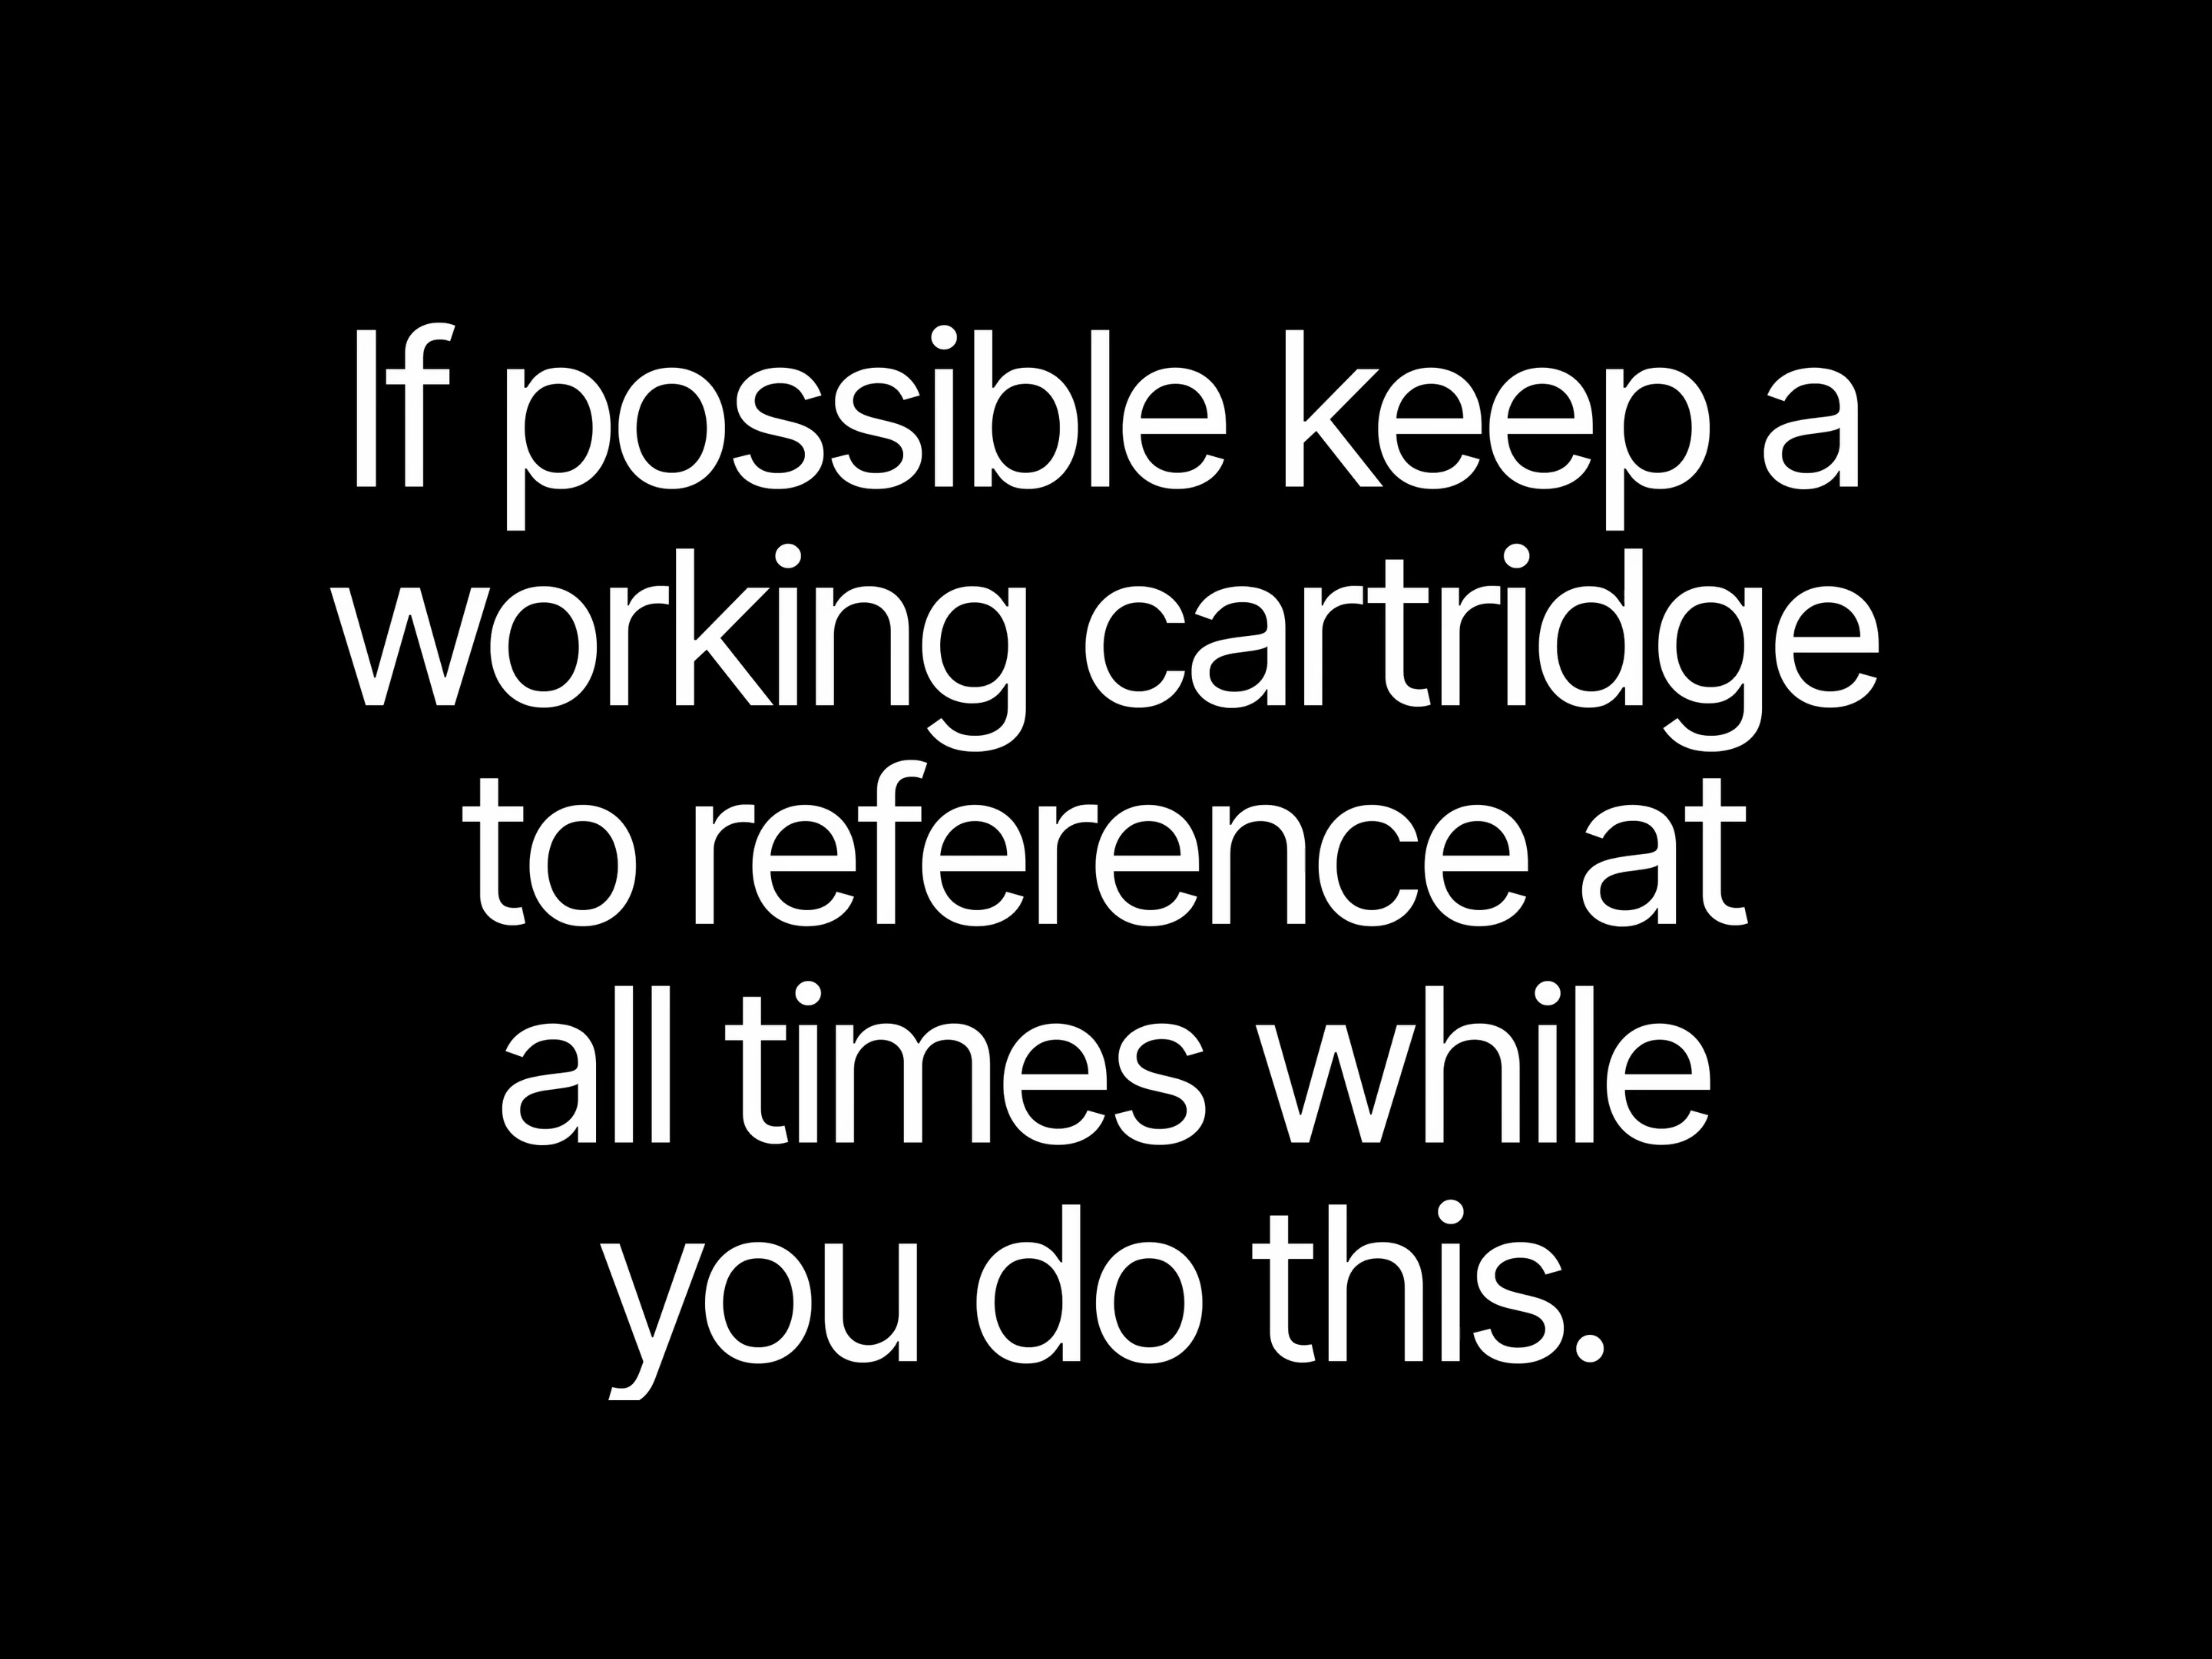 If possible keep a
working cartridge
to reference at
all times while
you do this.